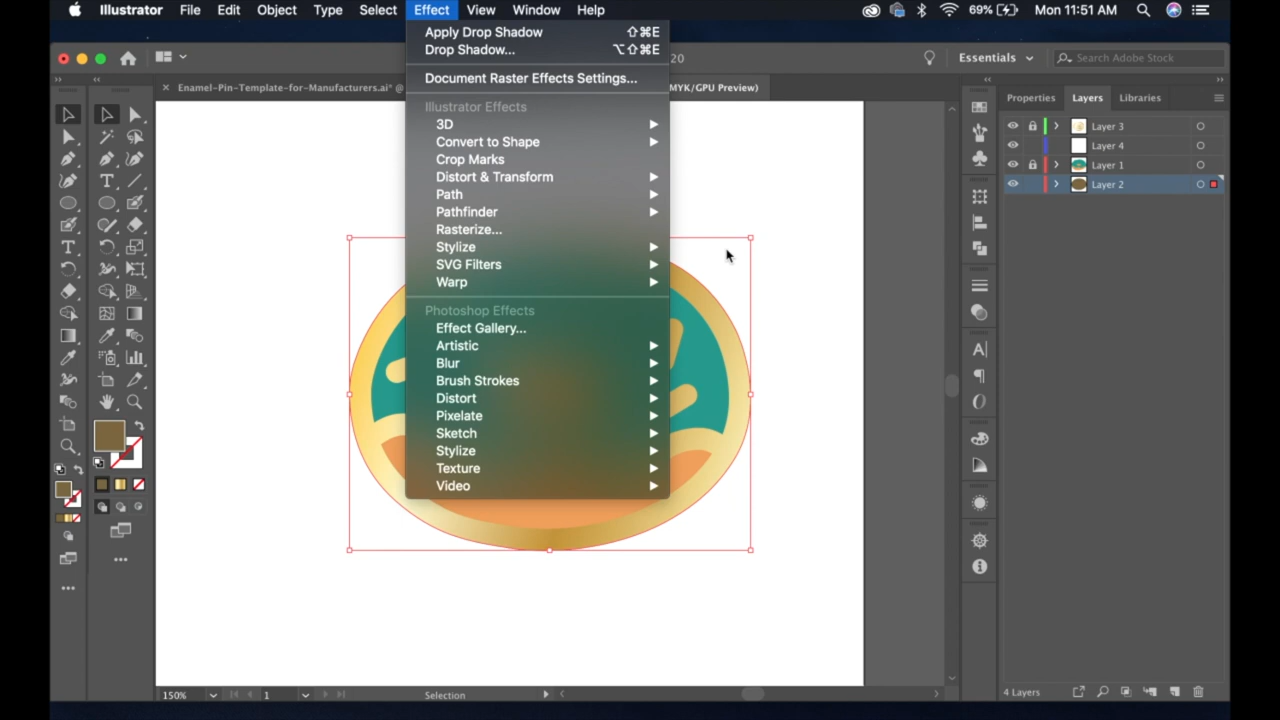 Illustrator File Edit Object Type Select Effect View Window Help 69% Mon 11:51 AM
Apply Drop Shadow ⇧⌘E
Drop Shadow... ⌥⇧⌘E
20
Essentials
Search Adobe Stock
Document Raster Effects Settings...
× Enamel-Pin-Template-for-Manufacturers.ai* @
MYK/GPU Preview)
Properties Layers Libraries
Illustrator Effects
3D
Convert to Shape
Crop Marks
Distort & Transform
Path
Pathfinder
Rasterize...
Stylize
SVG Filters
Warp
Photoshop Effects
Effect Gallery...
Artistic
Blur
Brush Strokes
Distort
Pixelate
Sketch
Stylize
Texture
Video
Layer 3
Layer 4
Layer 1
Layer 2
150% 1 Selection
4 Layers